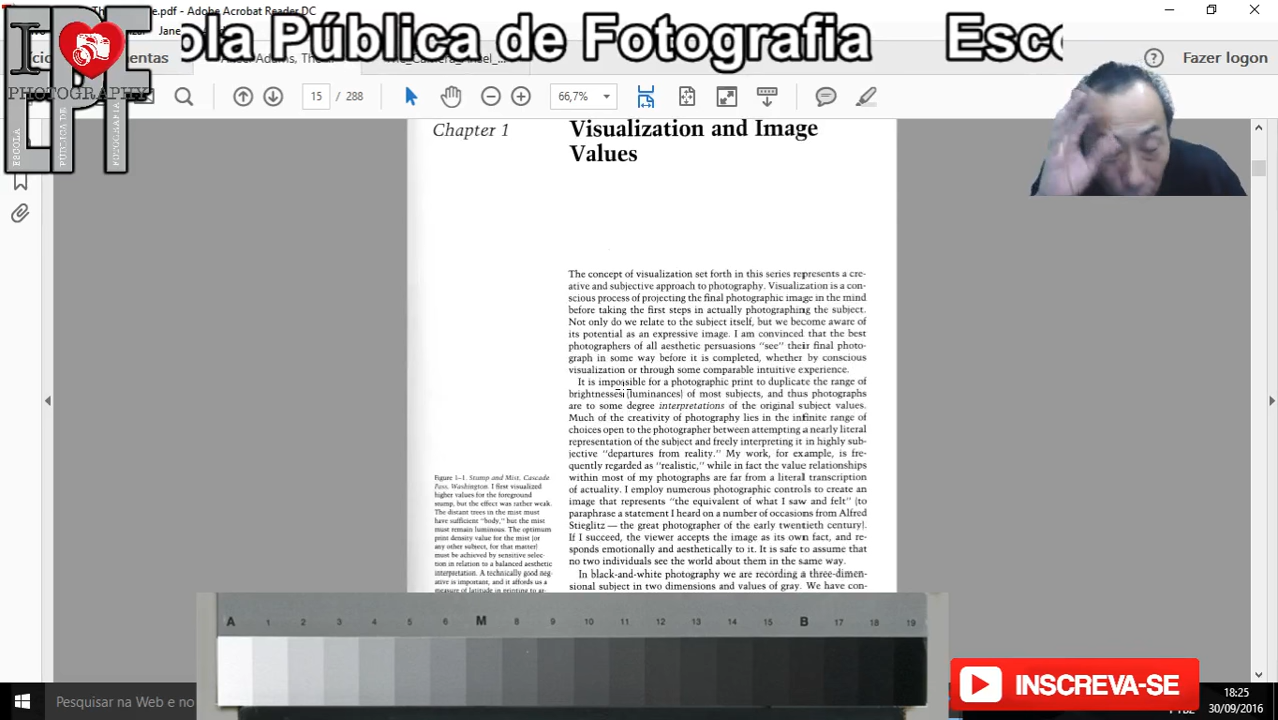 The
e.pdf - Adobe Acrobat Reader DC
Jane
I
PHOTOGRAPHY
ESCOLA
PÚBLICA DE
FOTOGRAFIA
ola Pública de Fotografia Esco
Fazer logon
15 / 288
66,7%
Chapter 1
Visualization and Image
Values
The concept of visualization set forth in this series represents a cre-
ative and subjective approach to photography. Visualization is a con-
scious process of projecting the final photographic image in the mind
before taking the first steps in actually photographing the subject.
Not only do we relate to the subject itself, but we become aware of
its potential as an expressive image. I am convinced that the best
photographers of all aesthetic persuasions "see" their final photo-
graph in some way before it is completed, whether by conscious
visualization or through some comparable intuitive experience.
It is impossible for a photographic print to duplicate the range of
brightnesses (luminances) of most subjects, and thus photographs
are to some degree interpretations of the original subject values.
Much of the creativity of photography lies in the infinite range of
choices open to the photographer between attempting a nearly literal
representation of the subject and freely interpreting it in highly sub-
jective "departures from reality." My work, for example, is fre-
quently regarded as "realistic," while in fact the value relationships
within most of my photographs are far from a literal transcription
of actuality. I employ numerous photographic controls to create an
image that represents "the equivalent of what I saw and felt" (to
paraphrase a statement I heard on a number of occasions from Alfred
Stieglitz — the great photographer of the early twentieth century).
If I succeed, the viewer accepts the image as its own fact, and re-
sponds emotionally and aesthetically to it. It is safe to assume that
no two individuals see the world about them in the same way.
In black-and-white photography we are recording a three-dimen-
sional subject in two dimensions and values of gray. We have con-
Figure 1–1. Stump and Mist, Cascade
Pass, Washington. I first visualized
higher values for the foreground
stump, but the effect was rather weak.
The distant trees in the mist must
have sufficient "body," but the mist
must remain luminous. The optimum
print density value for the mist (or
any other subject, for that matter)
must be achieved by sensitive selec-
tion in relation to a balanced aesthetic
interpretation. A technically good neg-
ative is important, and it affords us a
measure of latitude in printing to
A 1 2 3 4 5 6 M 8 9 10 11 12 13 14 15 B 17 18 19
Pesquisar na Web e no
INSCREVA-SE
18:25
30/09/2016